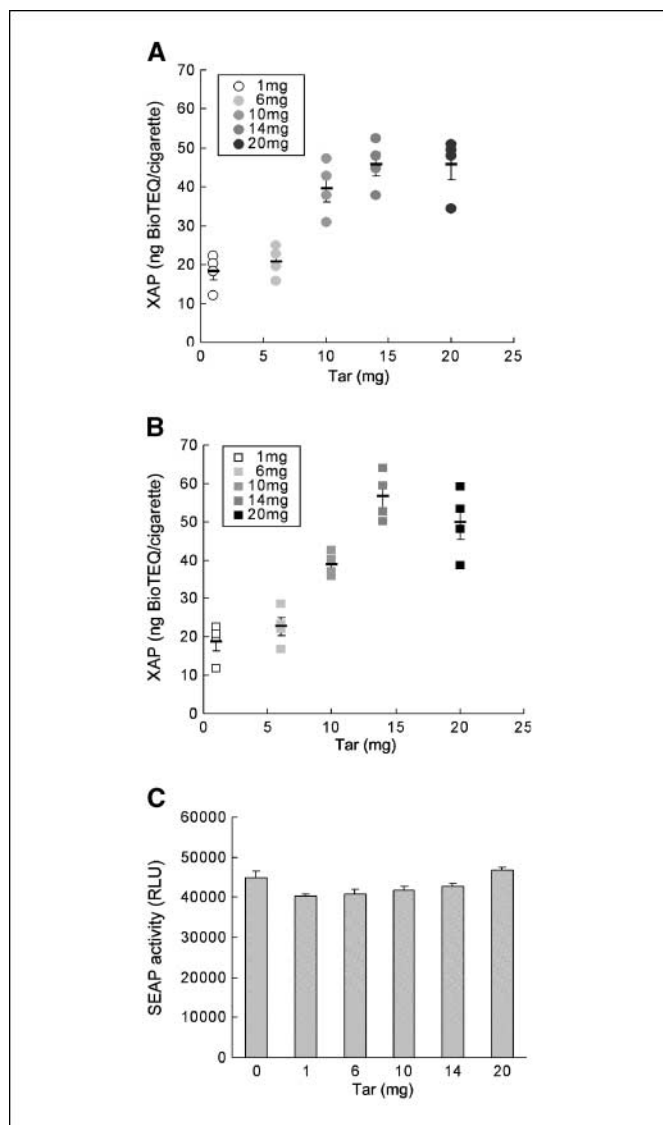 A
70
60
50
40
30
20
10
0
XAP (ng BioTEQ/cigarette)
1mg
6mg
10mg
14mg
20mg
0 5 10 15 20 25
Tar (mg)
B
70
60
50
40
30
20
10
0
XAP (ng BioTEQ/cigarette)
1mg
6mg
10mg
14mg
20mg
0 5 10 15 20 25
Tar (mg)
C
60000
50000
40000
30000
20000
10000
0
SEAP activity (RLU)
0 1 6 10 14 20
Tar (mg)